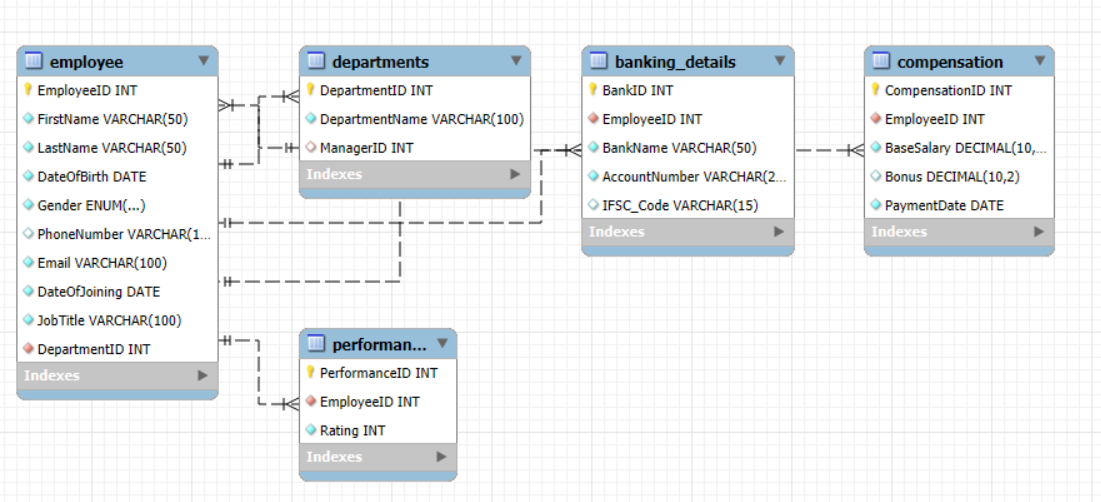 employee
EmployeeID INT
FirstName VARCHAR(50)
LastName VARCHAR(50)
DateOfBirth DATE
Gender ENUM(...)
PhoneNumber VARCHAR(1...
Email VARCHAR(100)
DateOfJoining DATE
JobTitle VARCHAR(100)
DepartmentID INT
Indexes
departments
DepartmentID INT
DepartmentName VARCHAR(100)
ManagerID INT
Indexes
banking_details
BankID INT
EmployeeID INT
BankName VARCHAR(50)
AccountNumber VARCHAR(2...
IFSC_Code VARCHAR(15)
Indexes
compensation
CompensationID INT
EmployeeID INT
BaseSalary DECIMAL(10,...
Bonus DECIMAL(10,2)
PaymentDate DATE
Indexes
performan...
PerformanceID INT
EmployeeID INT
Rating INT
Indexes